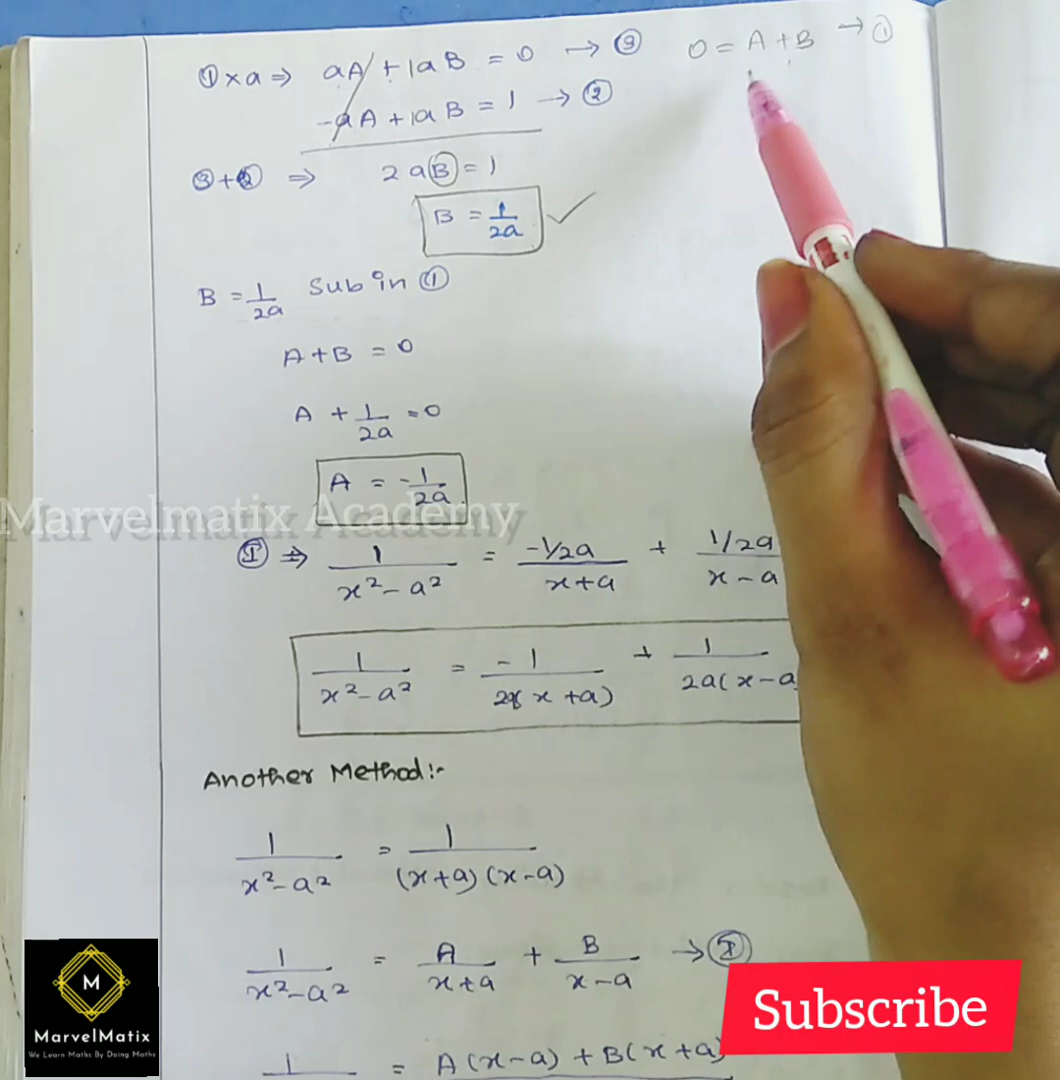 ① × a ⇒ aA + aB = 0 → ③ 0 = A + B → ①
-aA + aB = 1 → ②
③ + ② ⇒ 2aB = 1
B = 1/2a ✓
B = 1/2a Sub in ①
A + B = 0
A + 1/2a = 0
A = -1/2a
Marvelmatix Academy
Ⓘ ⇒ 1/x²-a² = -1/2a/x+a + 1/2a/x-a
1/x²-a² = -1/2a(x+a) + 1/2a(x-a
Another Method:-
1/x²-a² = 1/(x+a)(x-a)
1/x²-a² = A/x+a + B/x-a → Ⓘ
1 = A(x-a) + B(x+a)
M
MarvelMatix
We Learn Maths By Doing Maths
Subscribe